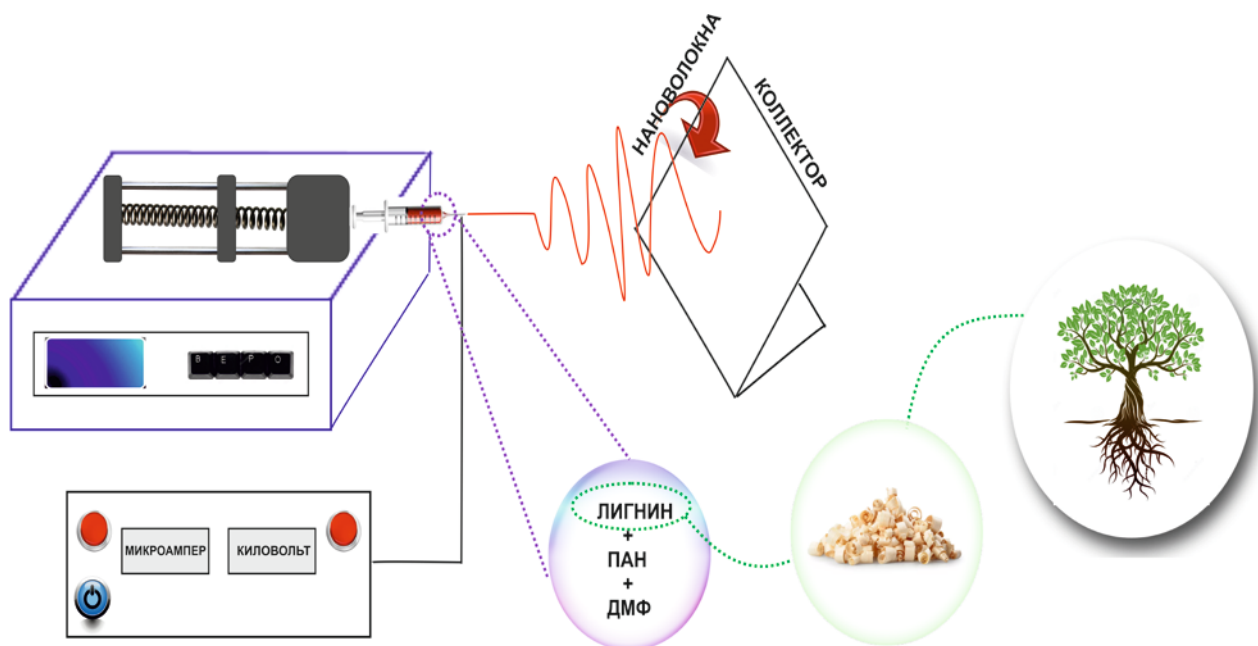 НАНОВОЛОКНА
КОЛЛЕКТОР
В Е Р О
МИКРОАМПЕР
КИЛОВОЛЬТ
ЛИГНИН
+
ПАН
+
ДМФ